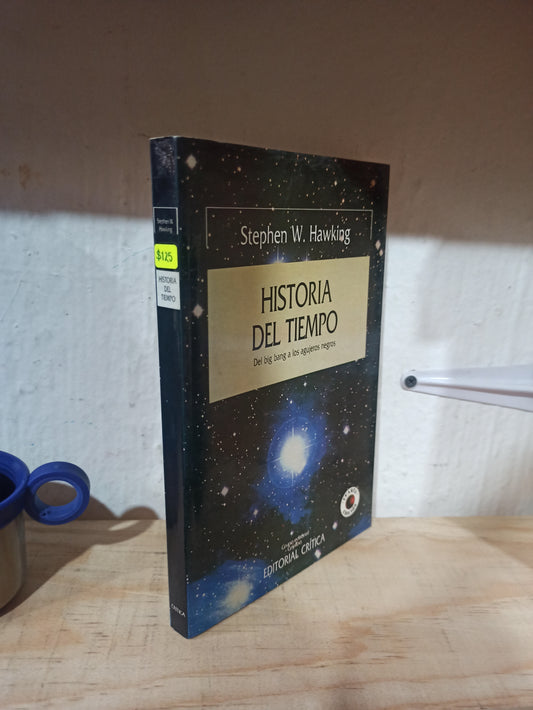 Stephen W.
Hawking
$125
HISTORIA
DEL
TIEMPO
CRÍTICA
Stephen W. Hawking
HISTORIA
DEL TIEMPO
Del big bang a los agujeros negros
EDITORIAL CRÍTICA